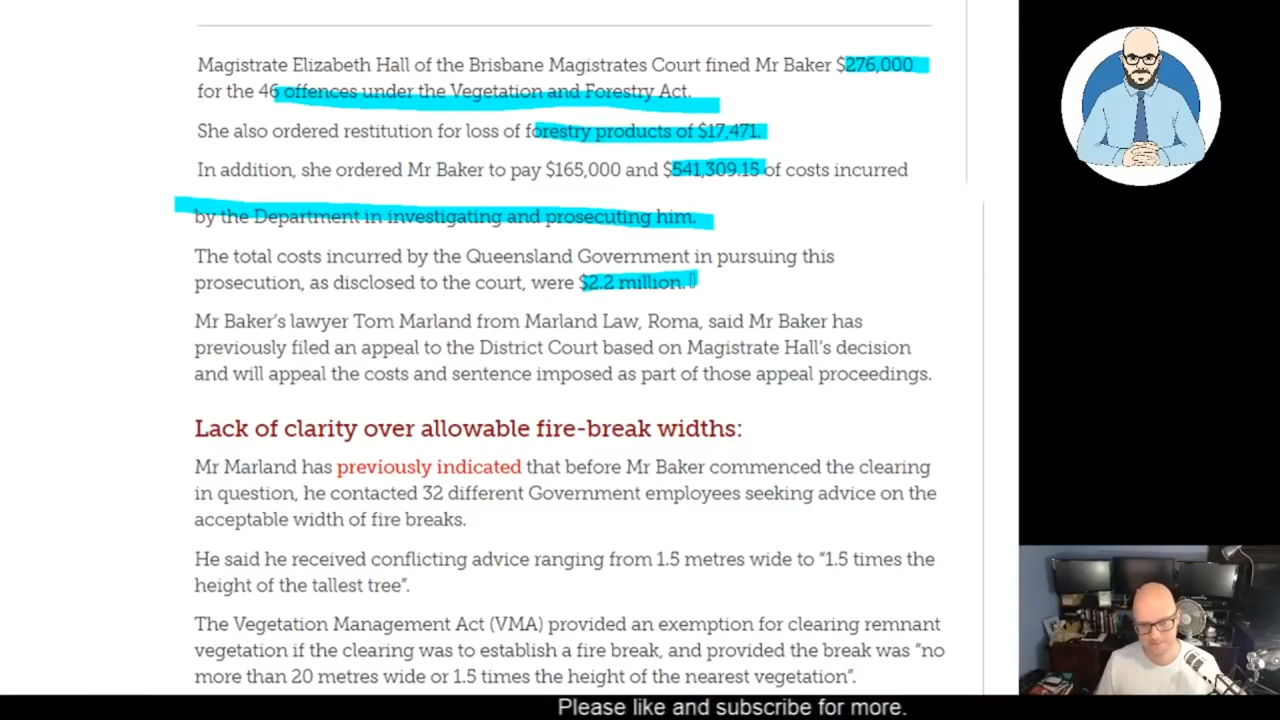 Magistrate Elizabeth Hall of the Brisbane Magistrates Court fined Mr Baker $276,000
for the 46 offences under the Vegetation and Forestry Act.
She also ordered restitution for loss of forestry products of $17,471.
In addition, she ordered Mr Baker to pay $165,000 and $541,309.15 of costs incurred
by the Department in investigating and prosecuting him.
The total costs incurred by the Queensland Government in pursuing this
prosecution, as disclosed to the court, were $2.2 million.
Mr Baker’s lawyer Tom Marland from Marland Law, Roma, said Mr Baker has
previously filed an appeal to the District Court based on Magistrate Hall’s decision
and will appeal the costs and sentence imposed as part of those appeal proceedings.
Lack of clarity over allowable fire-break widths:
Mr Marland has previously indicated that before Mr Baker commenced the clearing
in question, he contacted 32 different Government employees seeking advice on the
acceptable width of fire breaks.
He said he received conflicting advice ranging from 1.5 metres wide to “1.5 times the
height of the tallest tree”.
The Vegetation Management Act (VMA) provided an exemption for clearing remnant
vegetation if the clearing was to establish a fire break, and provided the break was “no
more than 20 metres wide or 1.5 times the height of the nearest vegetation”.
Please like and subscribe for more.